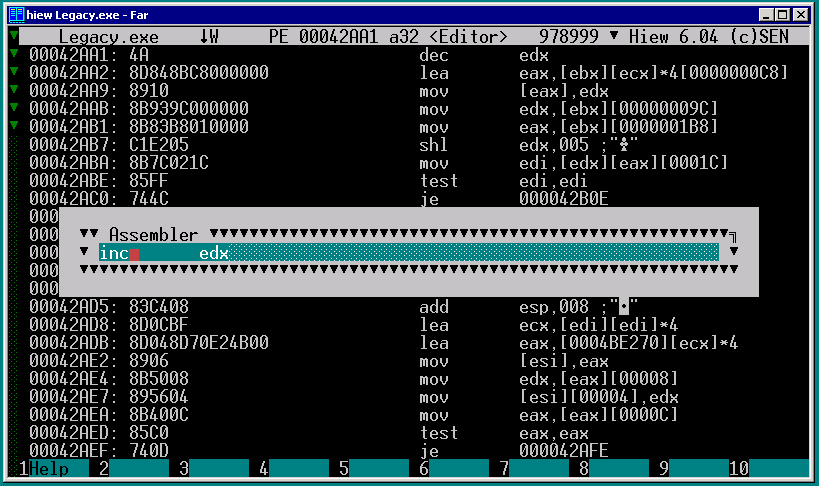 hiew Legacy.exe - Far
Legacy.exe ↓W PE 00042AA1 a32 <Editor> 978999 ▼ Hiew 6.04 (c)SEN
00042AA1: 4A dec edx
00042AA2: 8D848BC8000000 lea eax,[ebx][ecx]*4[0000000C8]
00042AA9: 8910 mov [eax],edx
00042AAB: 8B939C000000 mov edx,[ebx][00000009C]
00042AB1: 8B83B8010000 mov eax,[ebx][0000001B8]
00042AB7: C1E205 shl edx,005 ;"♣"
00042ABA: 8B7C021C mov edi,[edx][eax][0001C]
00042ABE: 85FF test edi,edi
00042AC0: 744C je 000042B0E
000
000
Assembler
000
inc edx
000
000
00042AD5: 83C408 add esp,008 ;"◘"
00042AD8: 8D0CBF lea ecx,[edi][edi]*4
00042ADB: 8D048D70E24B00 lea eax,[0004BE270][ecx]*4
00042AE2: 8906 mov [esi],eax
00042AE4: 8B5008 mov edx,[eax][00008]
00042AE7: 895604 mov [esi][00004],edx
00042AEA: 8B400C mov eax,[eax][0000C]
00042AED: 85C0 test eax,eax
00042AEF: 740D je 000042AFE
1Help 2 3 4 5 6 7 8 9 10